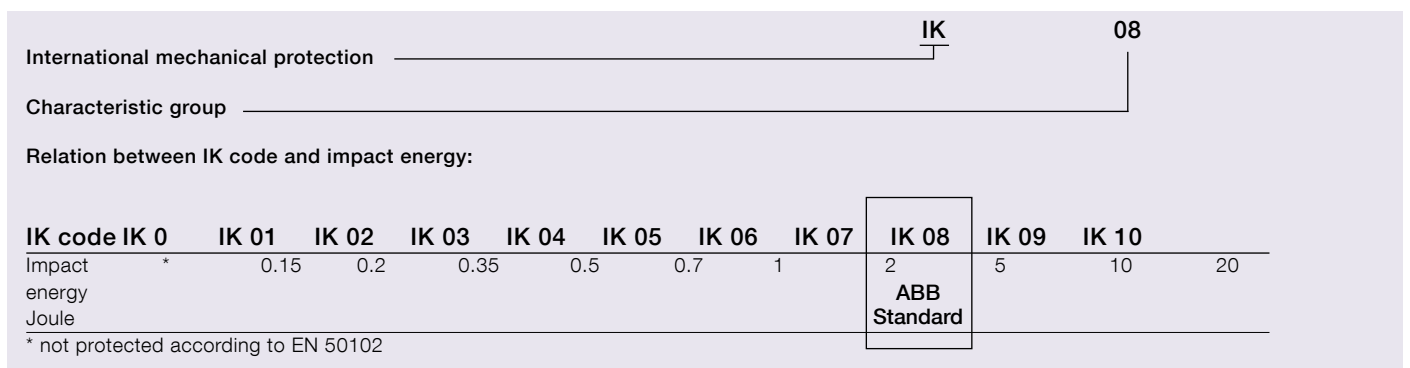 IK 08
International mechanical protection
Characteristic group
Relation between IK code and impact energy:
IK code IK 0 IK 01 IK 02 IK 03 IK 04 IK 05 IK 06 IK 07 IK 08 IK 09 IK 10
Impact * 0.15 0.2 0.35 0.5 0.7 1 2 5 10 20
energy ABB
Joule Standard
* not protected according to EN 50102